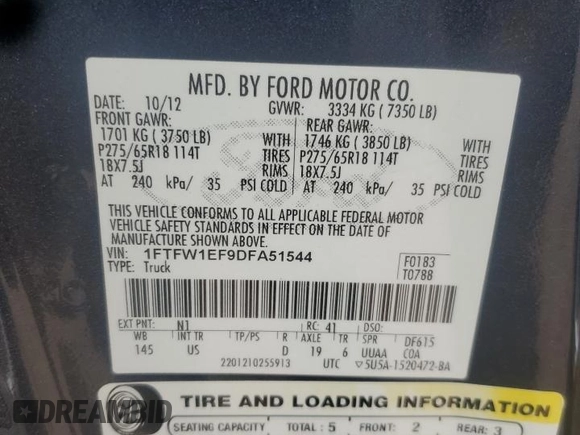 MFD. BY FORD MOTOR CO.
DATE: 10/12 GVWR: 3334 KG ( 7350 LB)
FRONT GAWR: REAR GAWR:
1701 KG ( 3750 LB) WITH 1746 KG ( 3850 LB) WITH
P275/65R18 114T TIRES P275/65R18 114T TIRES
18X7.5J RIMS 18X7.5J RIMS
AT 240 kPa/ 35 PSI COLD AT 240 kPa/ 35 PSI COLD
THIS VEHICLE CONFORMS TO ALL APPLICABLE FEDERAL MOTOR
VEHICLE SAFETY STANDARDS IN EFFECT ON THE DATE OF
MANUFACTURE SHOWN ABOVE.
VIN: 1FTFW1EF9DFA51544 F0183
TYPE: Truck T0788
EXT PNT: N1 RC: 41 DSO:
WB INT TR TP/PS R AXLE TR SPR DF615
145 US D 19 6 UUAA COA
2201210255913 UTC ▽5U5A-1520472-BA
TIRE AND LOADING INFORMATION
SEATING CAPACITY TOTAL : 5 FRONT: 2 REAR: 3
DREAMBID